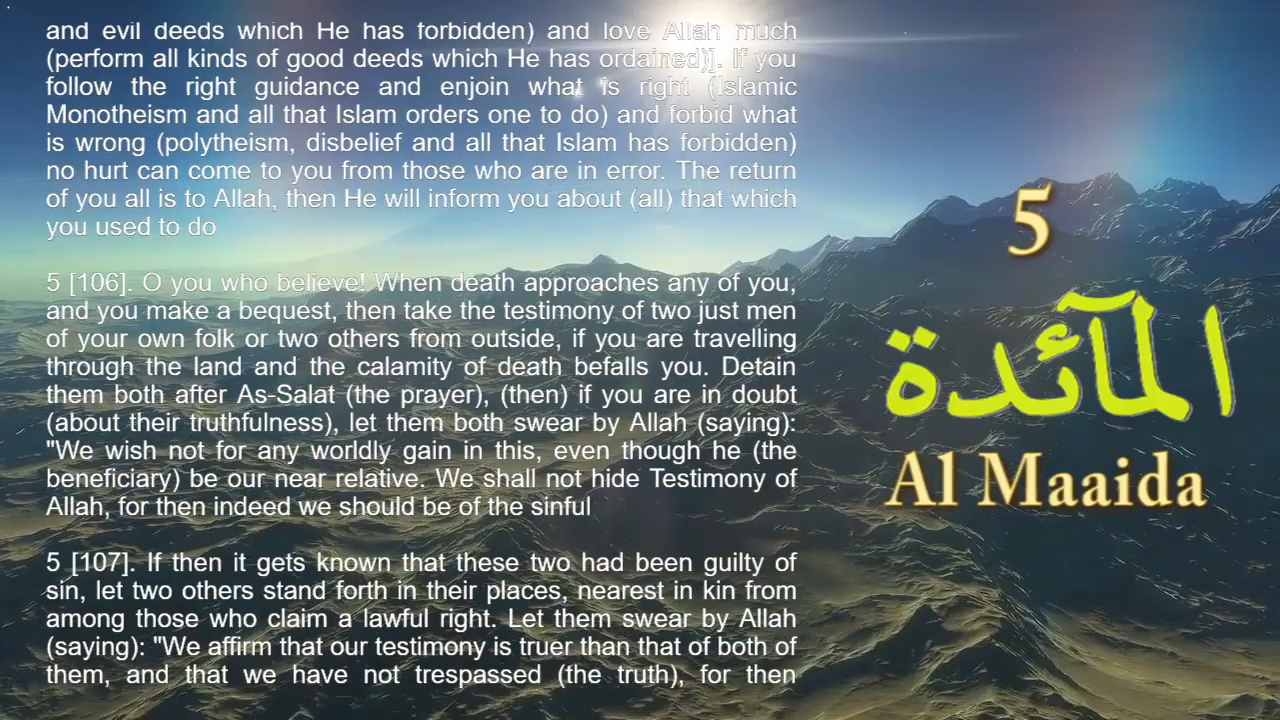 and evil deeds which He has forbidden) and love Allah much
(perform all kinds of good deeds which He has ordained)]. If you
follow the right guidance and enjoin what is right (Islamic
Monotheism and all that Islam orders one to do) and forbid what
is wrong (polytheism, disbelief and all that Islam has forbidden)
no hurt can come to you from those who are in error. The return
of you all is to Allah, then He will inform you about (all) that which
you used to do
5 [106]. O you who believe! When death approaches any of you,
and you make a bequest, then take the testimony of two just men
of your own folk or two others from outside, if you are travelling
through the land and the calamity of death befalls you. Detain
them both after As-Salat (the prayer), (then) if you are in doubt
(about their truthfulness), let them both swear by Allah (saying):
"We wish not for any worldly gain in this, even though he (the
beneficiary) be our near relative. We shall not hide Testimony of
Allah, for then indeed we should be of the sinful
5 [107]. If then it gets known that these two had been guilty of
sin, let two others stand forth in their places, nearest in kin from
among those who claim a lawful right. Let them swear by Allah
(saying): "We affirm that our testimony is truer than that of both of
them, and that we have not trespassed (the truth), for then
5
المآئدة
Al Maaida